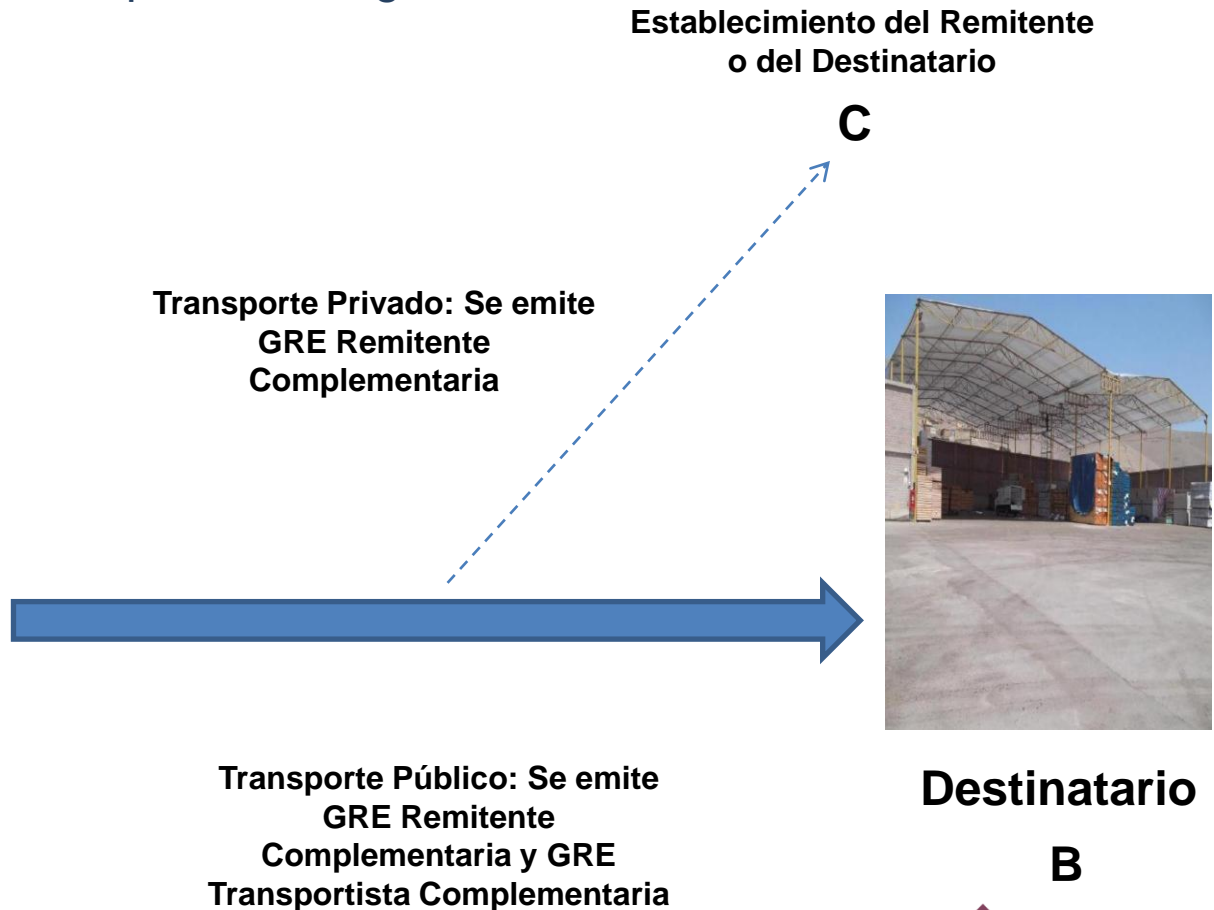 Establecimiento del Remitente
o del Destinatario
C
Transporte Privado: Se emite
GRE Remitente
Complementaria
Transporte Público: Se emite
GRE Remitente
Complementaria y GRE
Transportista Complementaria
Destinatario
B